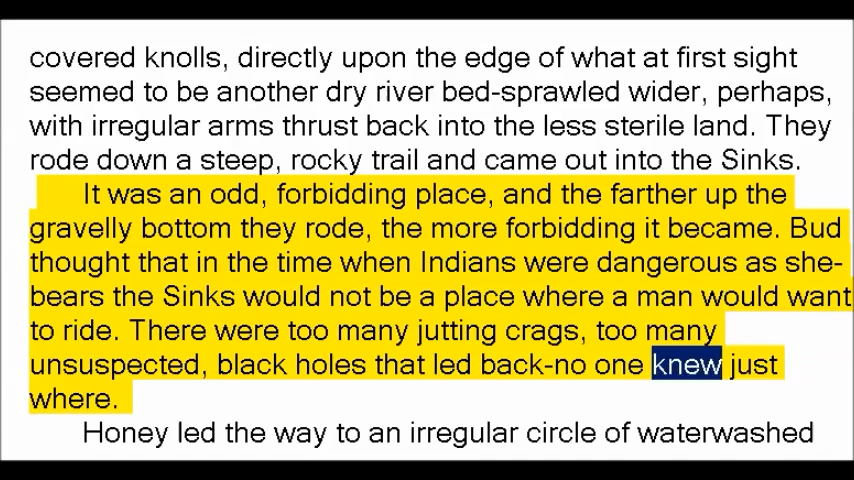 covered knolls, directly upon the edge of what at first sight
seemed to be another dry river bed-sprawled wider, perhaps,
with irregular arms thrust back into the less sterile land. They
rode down a steep, rocky trail and came out into the Sinks.
It was an odd, forbidding place, and the farther up the
gravelly bottom they rode, the more forbidding it became. Bud
thought that in the time when Indians were dangerous as she-
bears the Sinks would not be a place where a man would want
to ride. There were too many jutting crags, too many
unsuspected, black holes that led back-no one knew just
where.
Honey led the way to an irregular circle of waterwashed